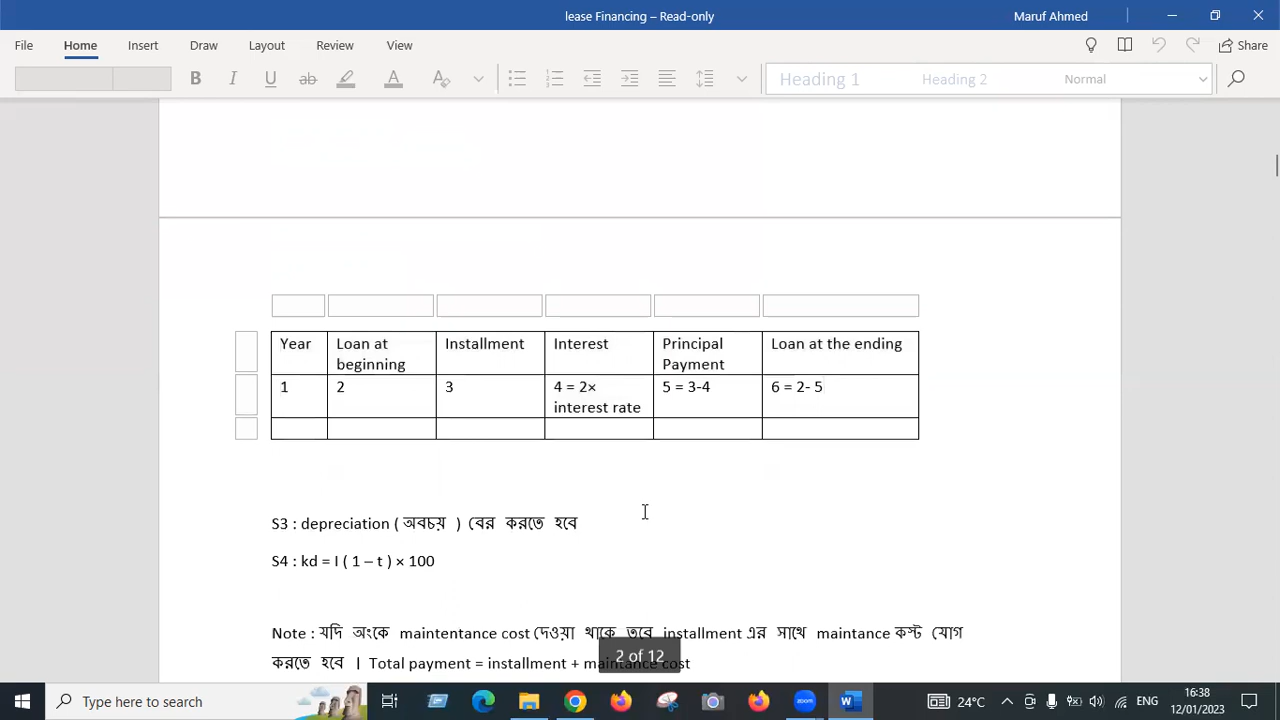 lease Financing – Read-only
Maruf Ahmed
File Home Insert Draw Layout Review View
Share
B I U ab A A
Heading 1 Heading 2 Normal
Year Loan at beginning Installment Interest Principal Payment Loan at the ending
1 2 3 4 = 2× interest rate 5 = 3-4 6 = 2- 5
S3 : depreciation ( অবচয় ) বের করতে হবে
S4 : kd = I ( 1 – t ) × 100
Note : যদি অংকে maintentance cost দেওয়া থাকে তবে installment এর সাথে maintance কস্ট যোগ
করতে হবে । Total payment = installment + maintance cost
2 of 12
Type here to search
zoom
24°C
ENG
16:38
12/01/2023